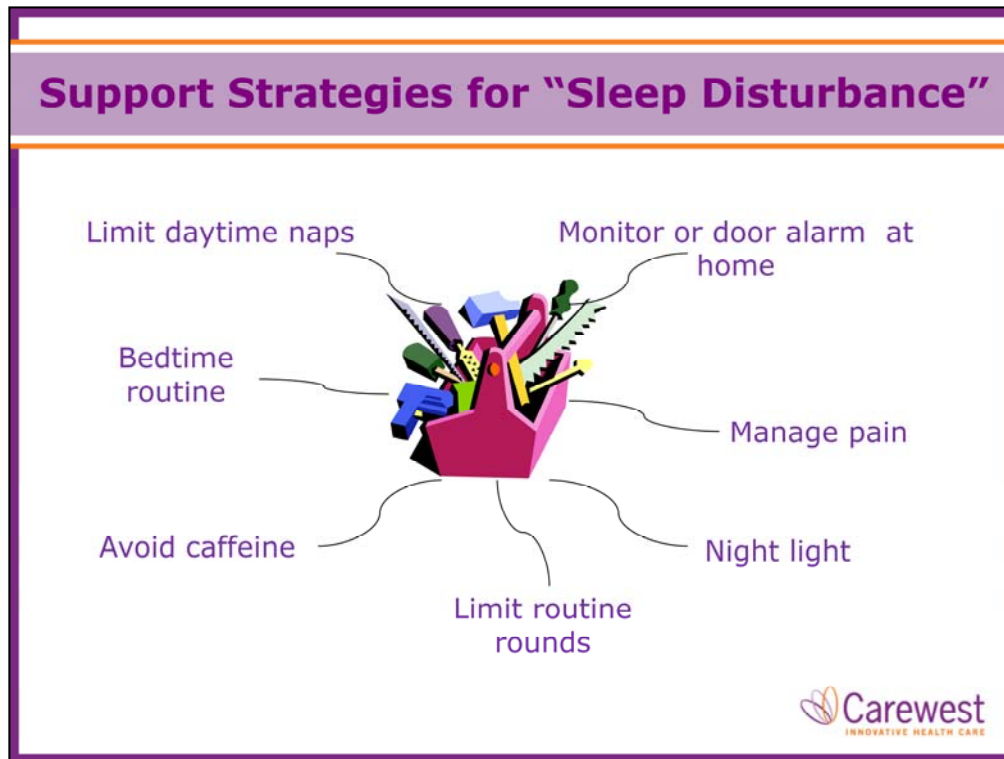 Support Strategies for “Sleep Disturbance”
Limit daytime naps
Monitor or door alarm  at
home
Bedtime
routine
Manage pain
Avoid caffeine
Night light
Limit routine
rounds
Carewest
INNOVATIVE HEALTH CARE